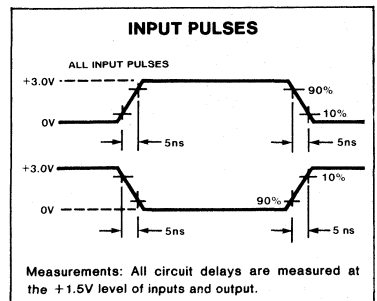 INPUT PULSES
ALL INPUT PULSES
+3.0V
90%
10%
0V
5ns
5ns
+3.0V
10%
90%
0V
5ns
5 ns
Measurements: All circuit delays are measured at
the +1.5V level of inputs and output.